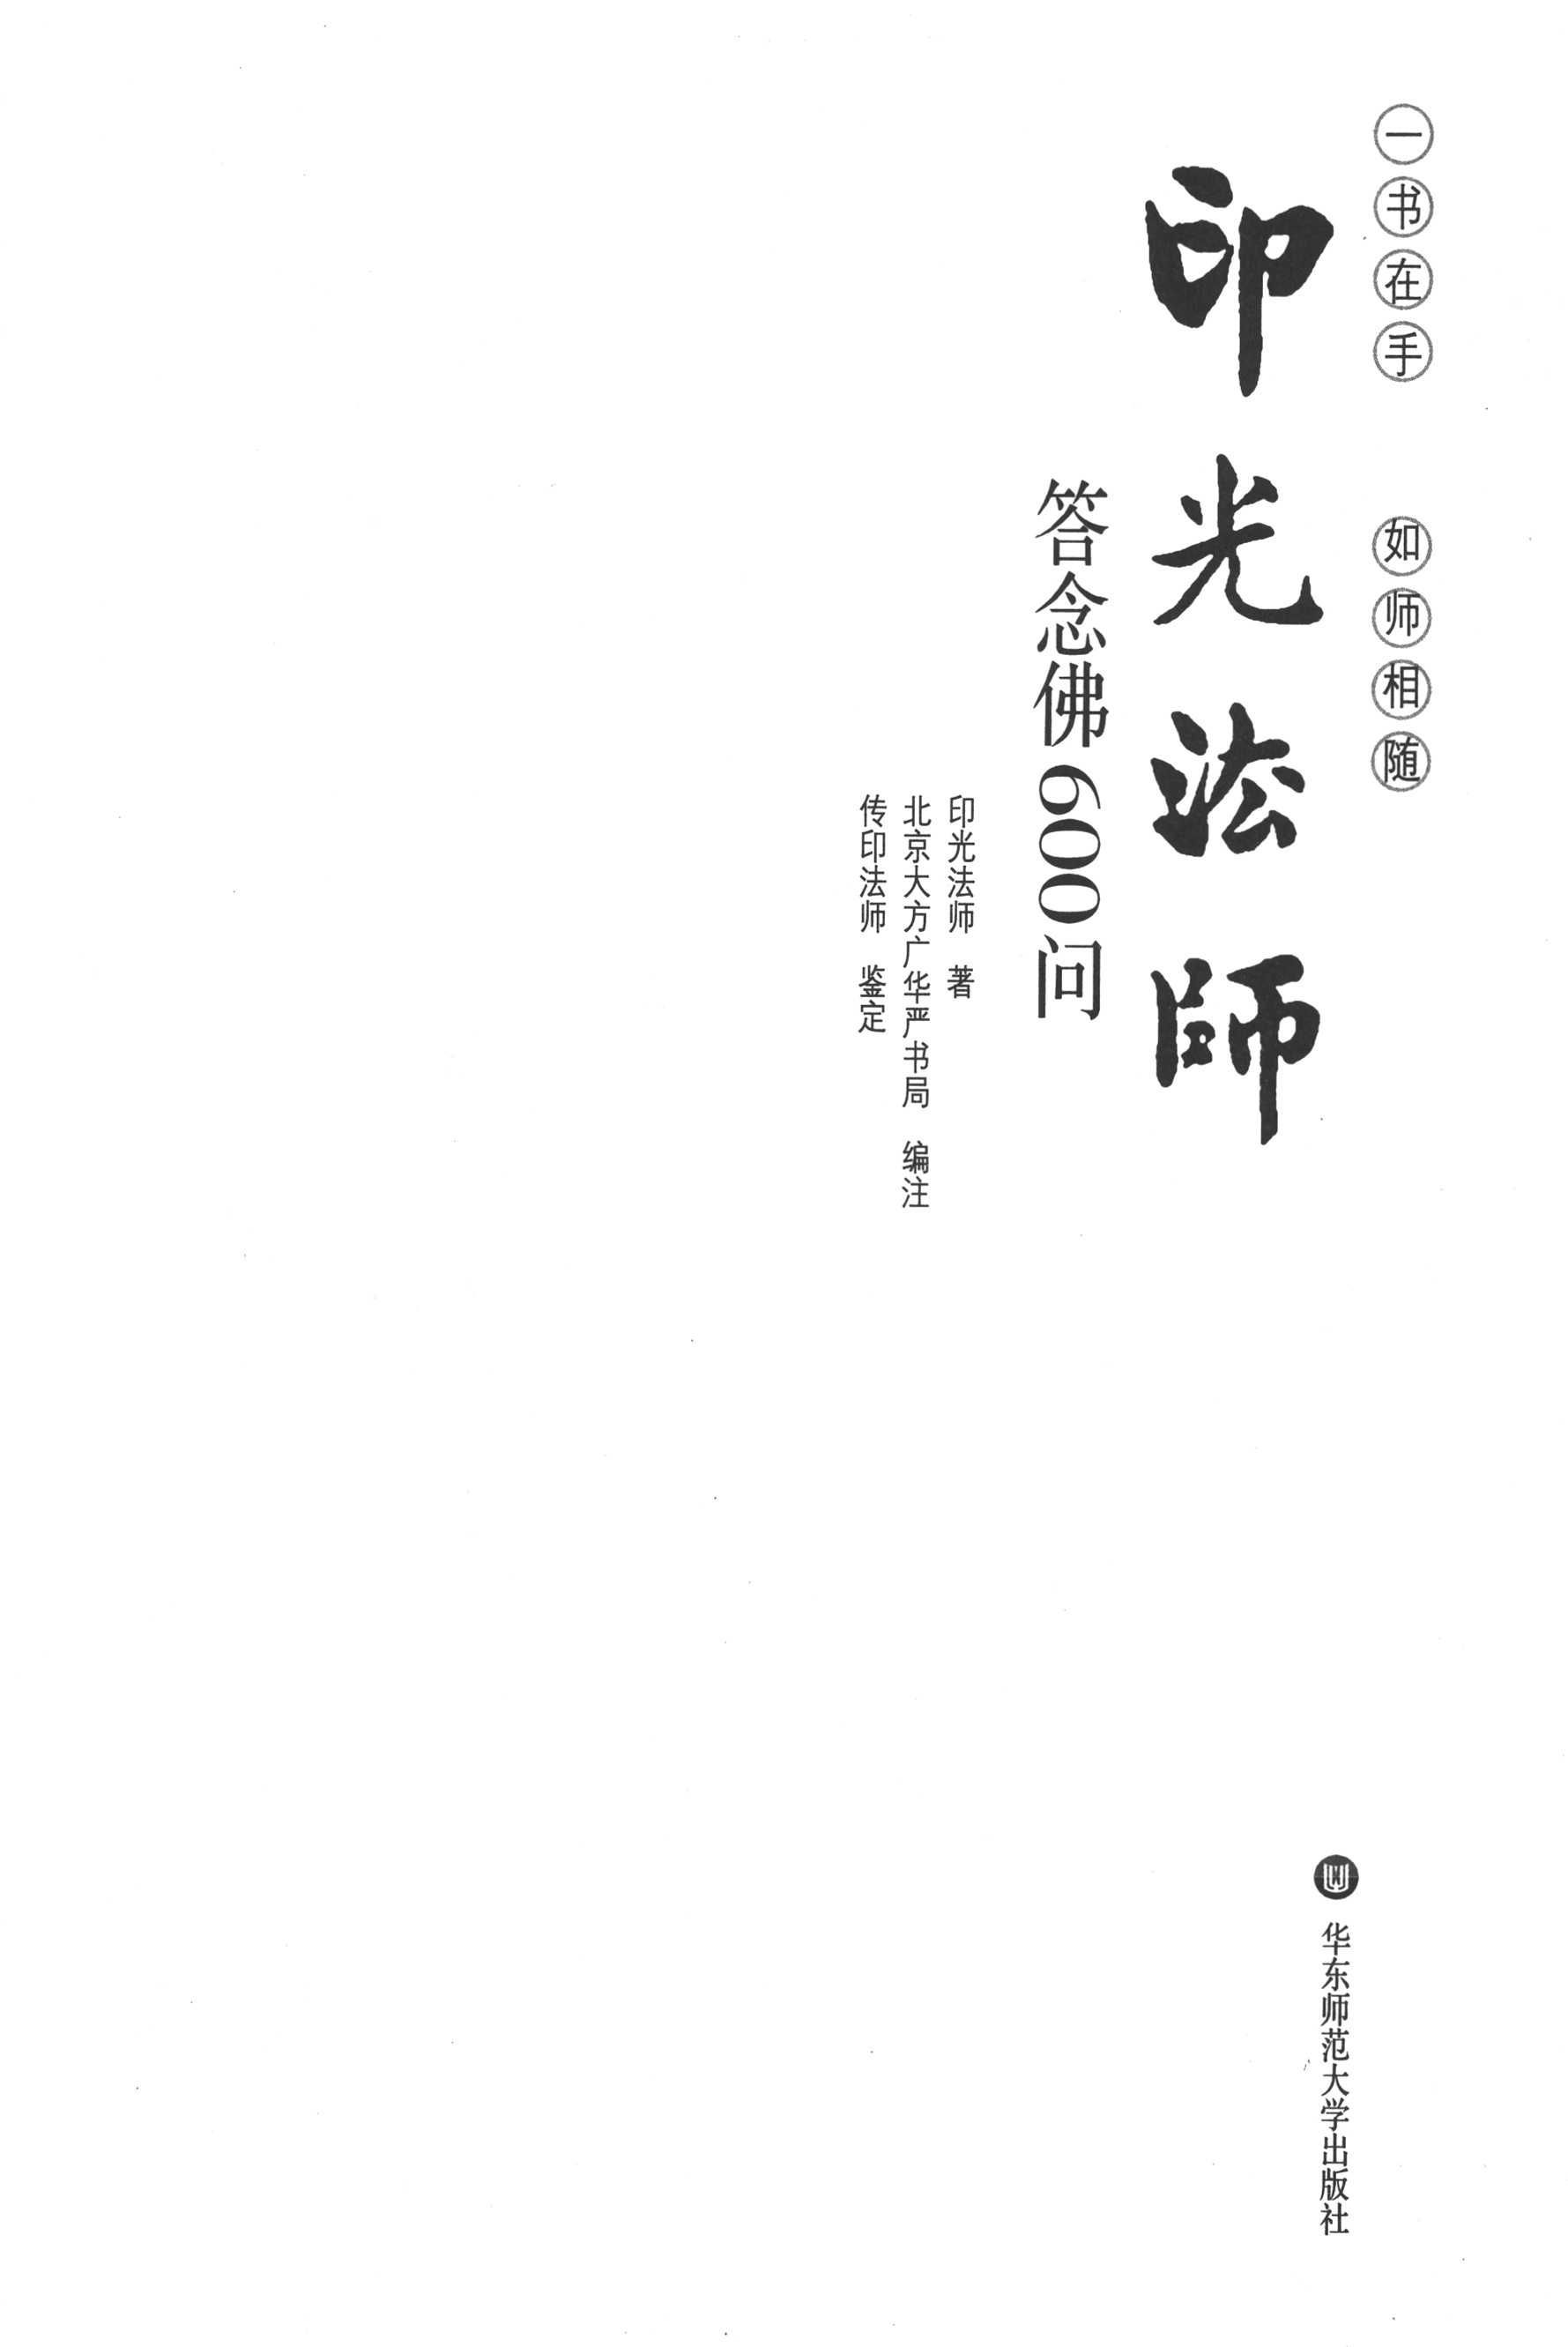 一书在手 如师相随
印光法師
答念佛600问
印光法师 著
北京大方广华严书局 编注
传印法师 鉴定
华东师范大学出版社